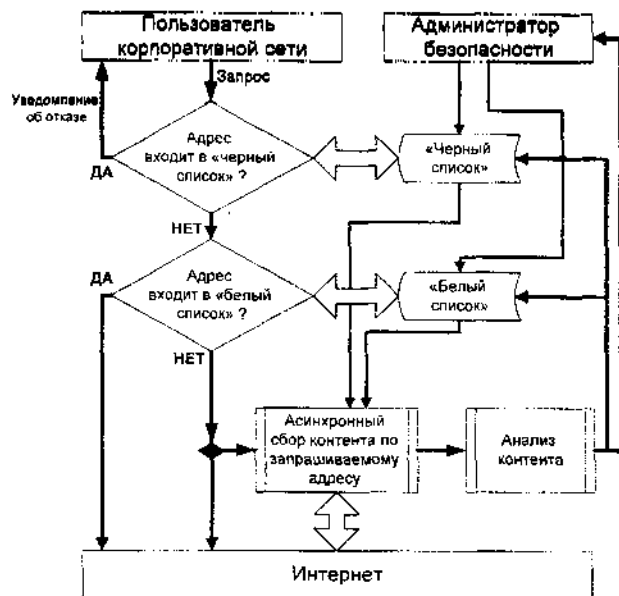 Пользователь
корпоративной сети
Администратор
безопасности
Запрос
Уведомление
об отказе
Адрес
входит в «черный
список» ?
ДА
«Черный
список»
НЕТ
ДА
Адрес
входит в «белый
список» ?
«Белый
список»
НЕТ
Асинхронный
сбор контента по
запрашиваемому
адресу
Анализ
контента
Интернет